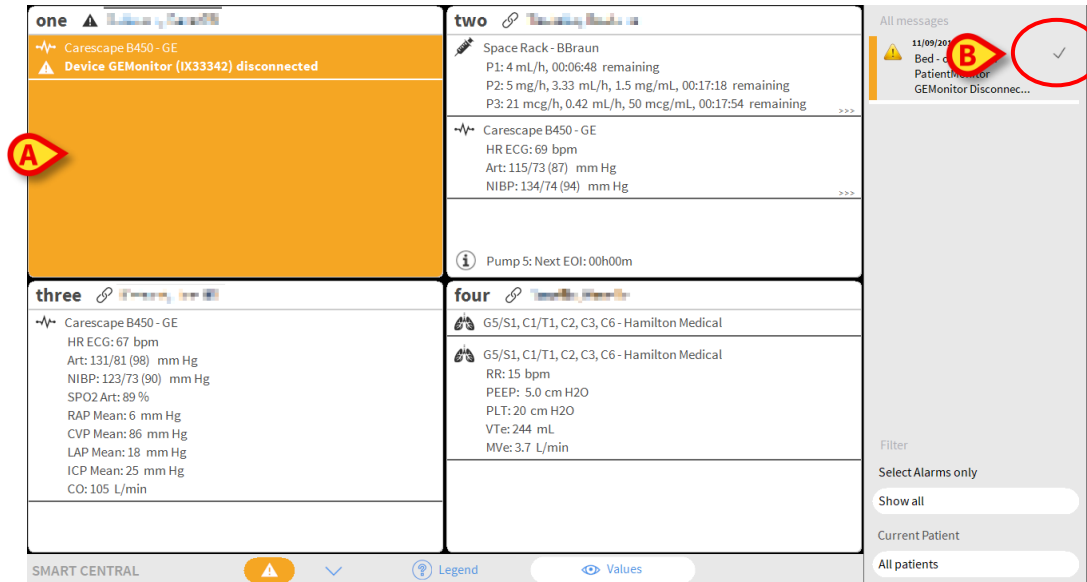 one
Carescape B450 - GE
Device GEMonitor (IX33342) disconnected
A
two
Space Rack - BBraun
P1: 4 mL/h, 00:06:48 remaining
P2: 5 mg/h, 3.33 mL/h, 1.5 mg/mL, 00:17:18 remaining
P3: 21 mcg/h, 0.42 mL/h, 50 mcg/mL, 00:17:54 remaining
>>>
Carescape B450 - GE
HR ECG: 69 bpm
Art: 115/73 (87) mm Hg
NIBP: 134/74 (94) mm Hg
>>>
Pump 5: Next EOI: 00h00m
three
Carescape B450 - GE
HR ECG: 67 bpm
Art: 131/81 (98) mm Hg
NIBP: 123/73 (90) mm Hg
SPO2 Art: 89 %
RAP Mean: 6 mm Hg
CVP Mean: 86 mm Hg
LAP Mean: 18 mm Hg
ICP Mean: 25 mm Hg
CO: 105 L/min
four
G5/S1, C1/T1, C2, C3, C6 - Hamilton Medical
G5/S1, C1/T1, C2, C3, C6 - Hamilton Medical
RR: 15 bpm
PEEP: 5.0 cm H2O
PLT: 20 cm H2O
VTe: 244 mL
MVe: 3.7 L/min
All messages
11/09/201
B
Bed -
GEMonitor Disconnec...
Filter
Select Alarms only
Show all
Current Patient
All patients
SMART CENTRAL
Legend
Values